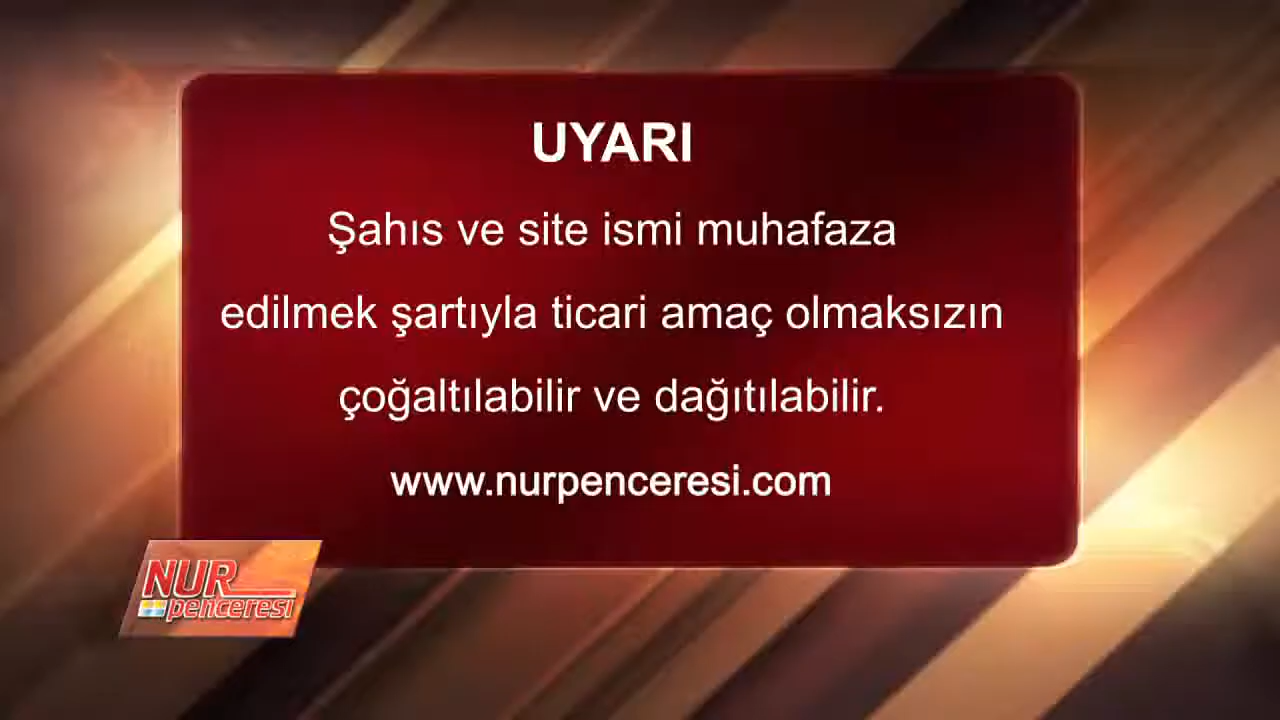 UYARI
Şahıs ve site ismi muhafaza
edilmek şartıyla ticari amaç olmaksızın
çoğaltılabilir ve dağıtılabilir.
www.nurpenceresi.com
NUR
penceresi